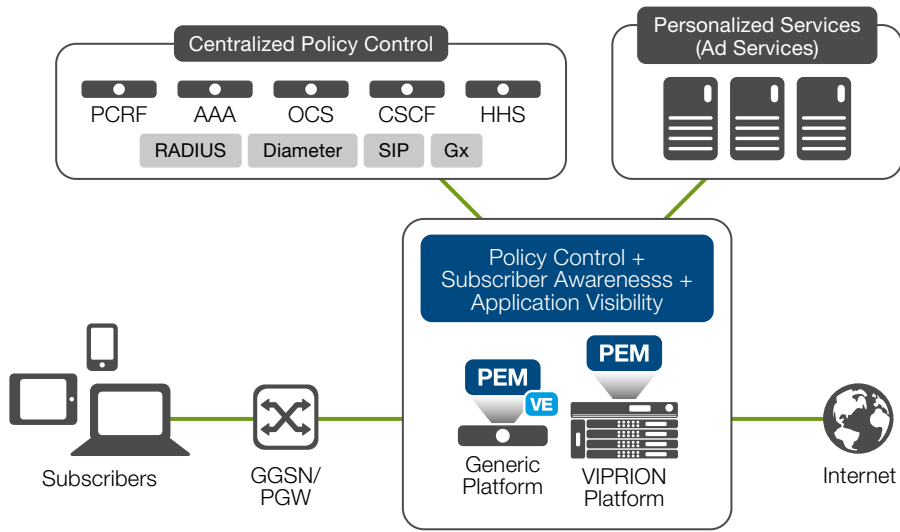 Centralized Policy Control
PCRF AAA OCS CSCF HHS
RADIUS Diameter SIP Gx
Personalized Services
(Ad Services)
Policy Control +
Subscriber Awarenesss +
Application Visibility
PEM
VE
Generic
Platform
PEM
VIPRION
Platform
Subscribers
GGSN/
PGW
Internet